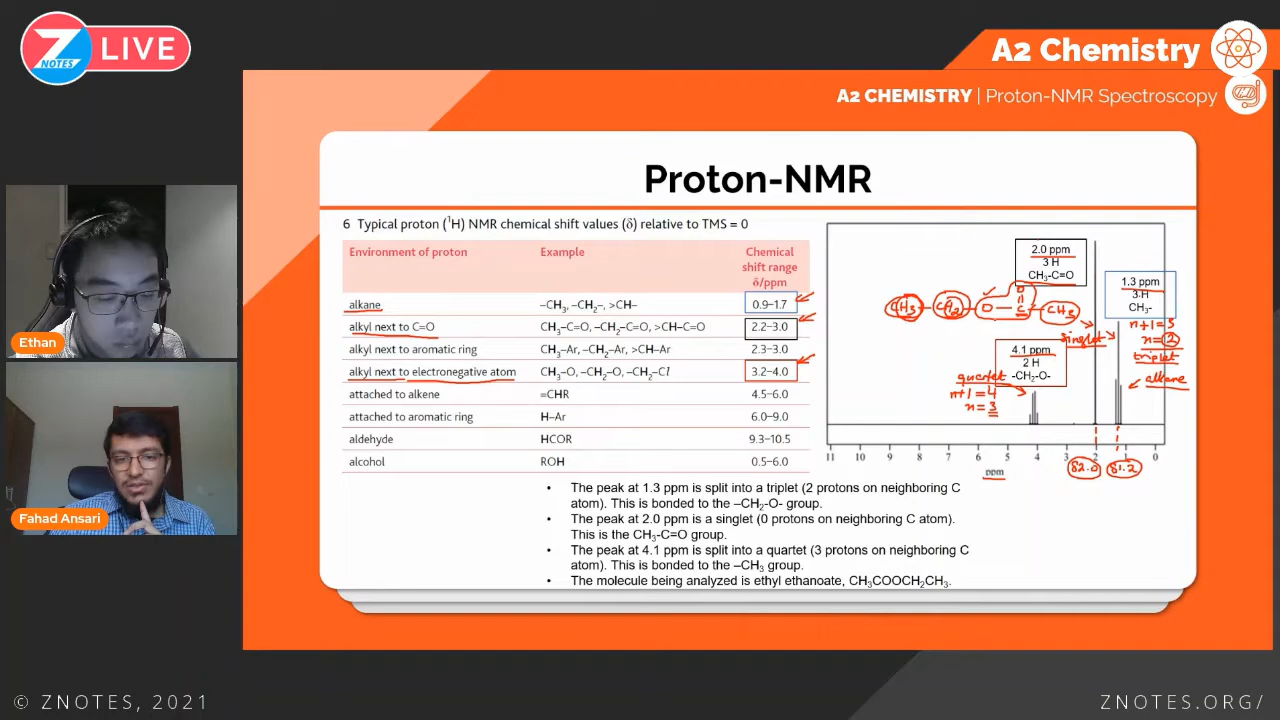 Z NOTES LIVE
A2 Chemistry
A2 CHEMISTRY | Proton-NMR Spectroscopy
Proton-NMR
6 Typical proton (¹H) NMR chemical shift values (δ) relative to TMS = 0
Environment of proton Example Chemical shift range δ/ppm
alkane –CH₃, –CH₂–, >CH– 0.9–1.7
alkyl next to C=O CH₃–C=O, –CH₂–C=O, >CH–C=O 2.2–3.0
alkyl next to aromatic ring CH₃–Ar, –CH₂–Ar, >CH–Ar 2.3–3.0
alkyl next to electronegative atom CH₃–O, –CH₂–O, –CH₂–Cl 3.2–4.0
attached to alkene =CHR 4.5–6.0
attached to aromatic ring H–Ar 6.0–9.0
aldehyde HCOR 9.3–10.5
alcohol ROH 0.5–6.0
2.0 ppm
3 H
CH₃-C=O
1.3 ppm
3 H
CH₃-
CH₃ – CH₂ – O – C – CH₃
O
n+1=3
n=2
triplet
singlet
alkane
4.1 ppm
2 H
-CH₂-O-
quartet
n+1=4
n=3
11 10 9 8 7 6 5 4 3 2 1 0
ppm
δ2.0 δ1.2
• The peak at 1.3 ppm is split into a triplet (2 protons on neighboring C
atom). This is bonded to the –CH₂-O- group.
• The peak at 2.0 ppm is a singlet (0 protons on neighboring C atom).
This is the CH₃-C=O group.
• The peak at 4.1 ppm is split into a quartet (3 protons on neighboring C
atom). This is bonded to the –CH₃ group.
• The molecule being analyzed is ethyl ethanoate, CH₃COOCH₂CH₃.
Ethan
Fahad Ansari
© ZNOTES, 2021
ZNOTES.ORG/